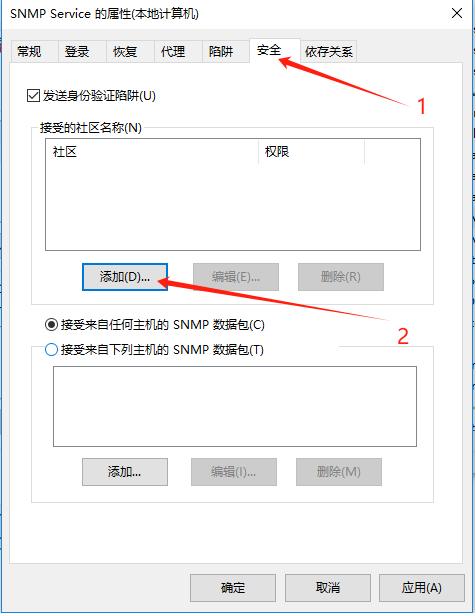 SNMP Service 的属性(本地计算机)
常规 登录 恢复 代理 陷阱 安全 依存关系
发送身份验证陷阱(U)
1
接受的社区名称(N)
社区 权限
添加(D)... 编辑(E)... 删除(R)
接受来自任何主机的 SNMP 数据包(C)
2
接受来自下列主机的 SNMP 数据包(T)
添加... 编辑(I)... 删除(M)
确定 取消 应用(A)